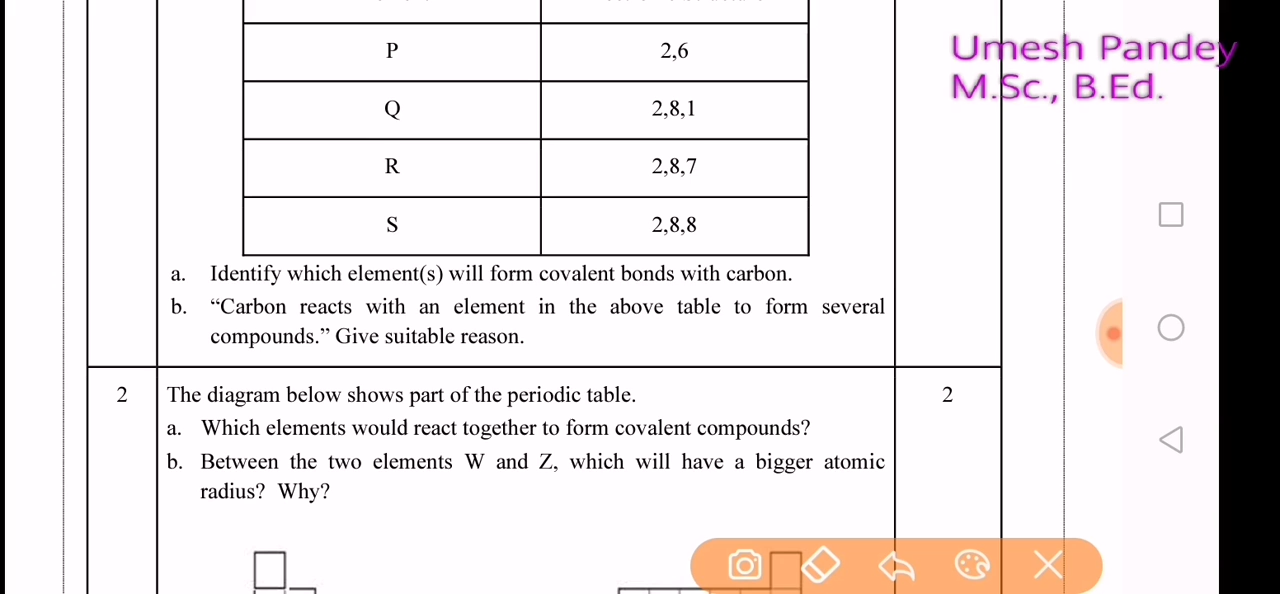 P 2,6
Q 2,8,1
R 2,8,7
S 2,8,8
a. Identify which element(s) will form covalent bonds with carbon.
b. “Carbon reacts with an element in the above table to form several
compounds.” Give suitable reason.
2 The diagram below shows part of the periodic table. 2
a. Which elements would react together to form covalent compounds?
b. Between the two elements W and Z, which will have a bigger atomic
radius? Why?
Umesh Pandey
M.Sc., B.Ed.